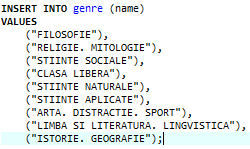 INSERT INTO genre (name)
VALUES
("FILOSOFIE"),
("RELIGIE. MITOLOGIE"),
("STIINTE SOCIALE"),
("CLASA LIBERA"),
("STIINTE NATURALE"),
("STIINTE APLICATE"),
("ARTA. DISTRACTIE. SPORT"),
("LIMBA SI LITERATURA. LINGVISTICA"),
("ISTORIE. GEOGRAFIE");